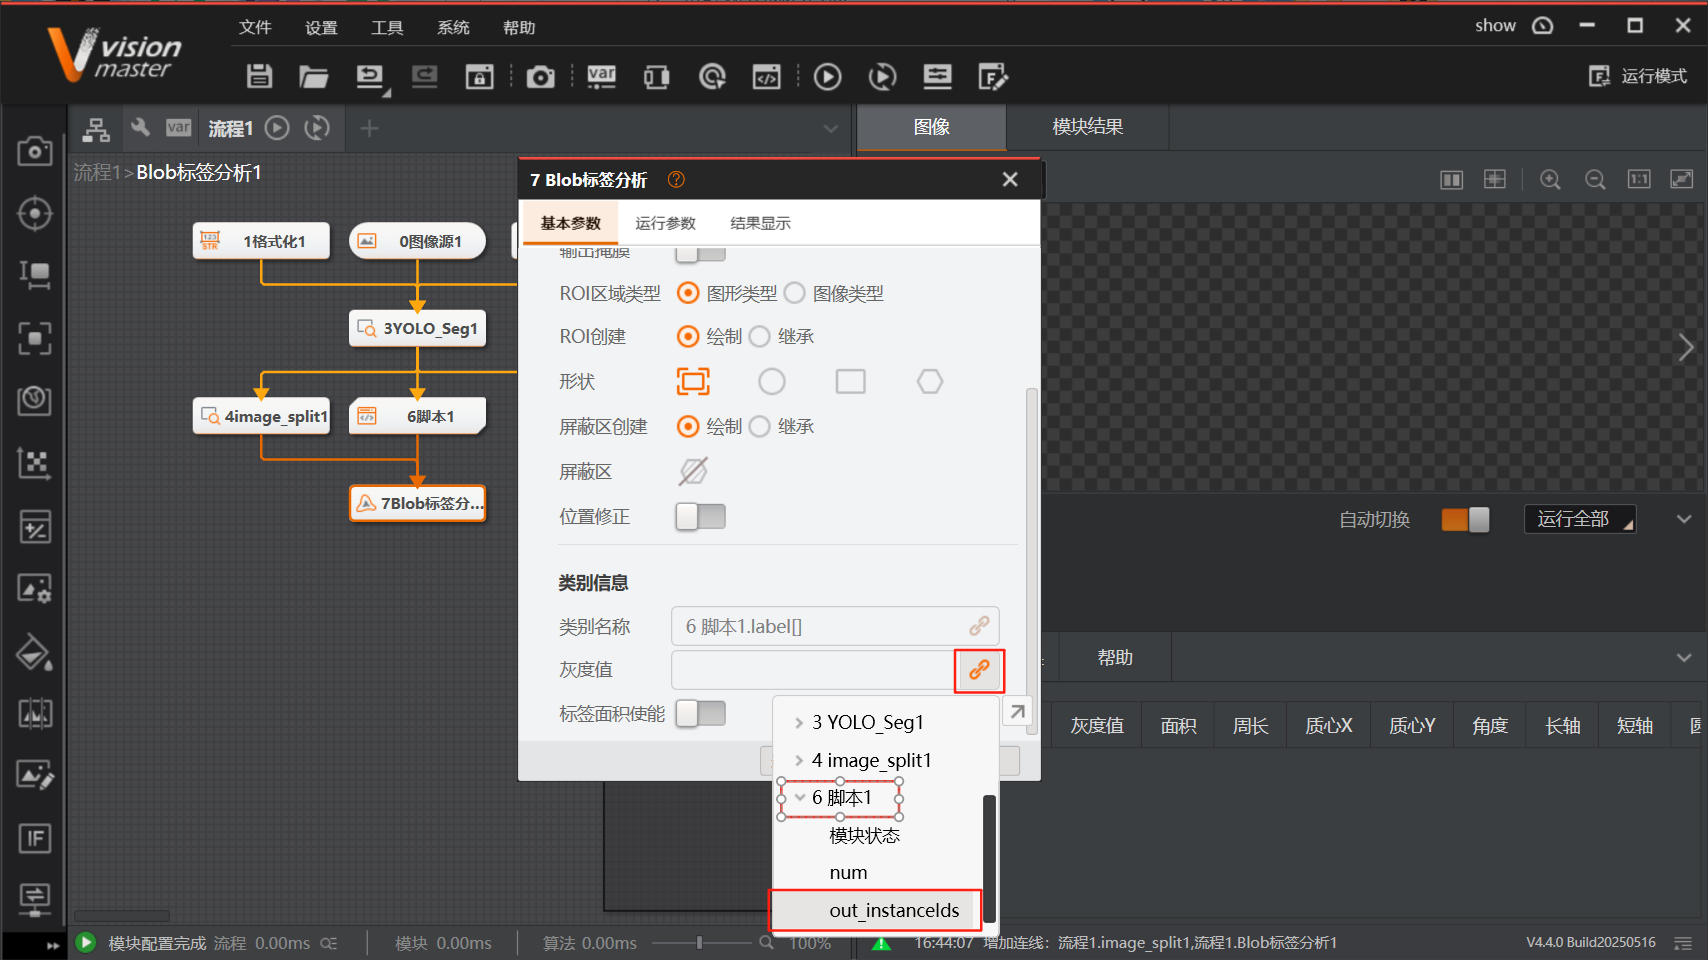 文件 设置 工具 系统 帮助
show
vision
master
var
运行模式
var 流程1
图像 模块结果
流程1>Blob标签分析1
7 Blob标签分析
基本参数 运行参数 结果显示
1格式化1 0图像源1
输出掩膜
ROI区域类型 图形类型 图像类型
3YOLO_Seg1
ROI创建 绘制 继承
形状
4image_split1 6脚本1
屏蔽区创建 绘制 继承
屏蔽区
7Blob标签分...
位置修正
自动切换 运行全部
类别信息
类别名称 6 脚本1.label[]
灰度值
帮助
标签面积使能
3 YOLO_Seg1
灰度值 面积 周长 质心X 质心Y 角度 长轴 短轴
4 image_split1
6 脚本1
模块状态
num
out_instanceIds
IF
模块配置完成 流程 0.00ms 模块 0.00ms 算法 0.00ms 100%
16:44:07 增加连线: 流程1.image_split1,流程1.Blob标签分析1
V4.4.0 Build20250516